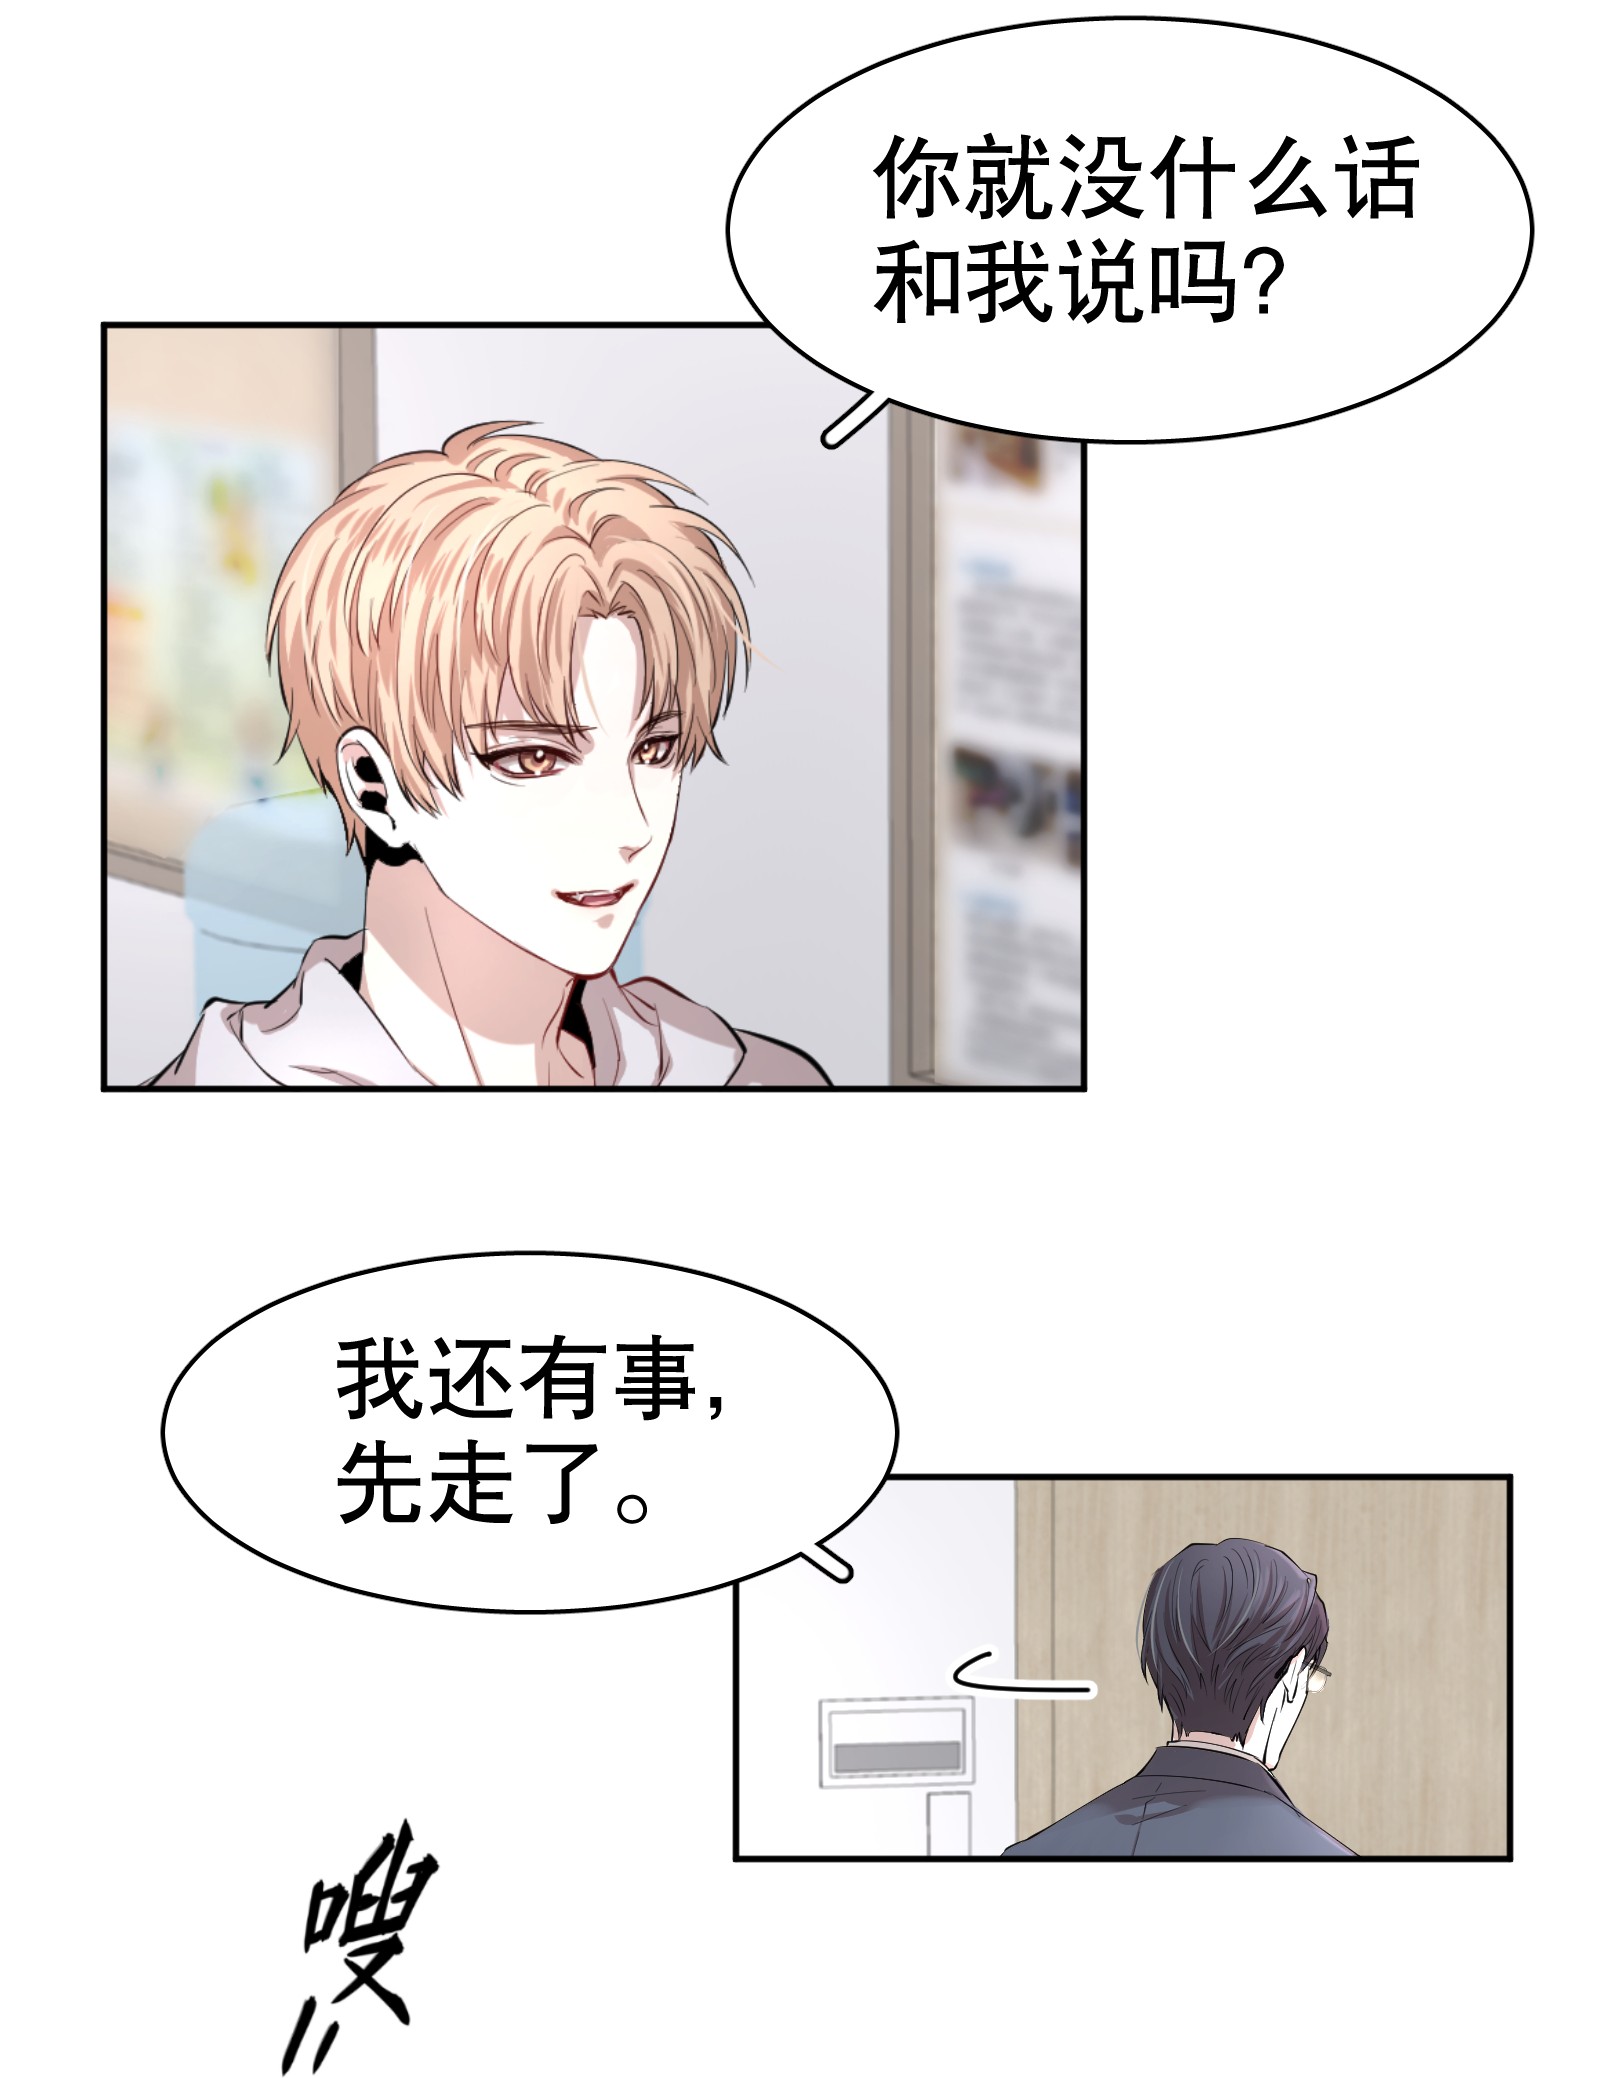 你就没什么话
和我说吗?
我还有事,
先走了。
嗖